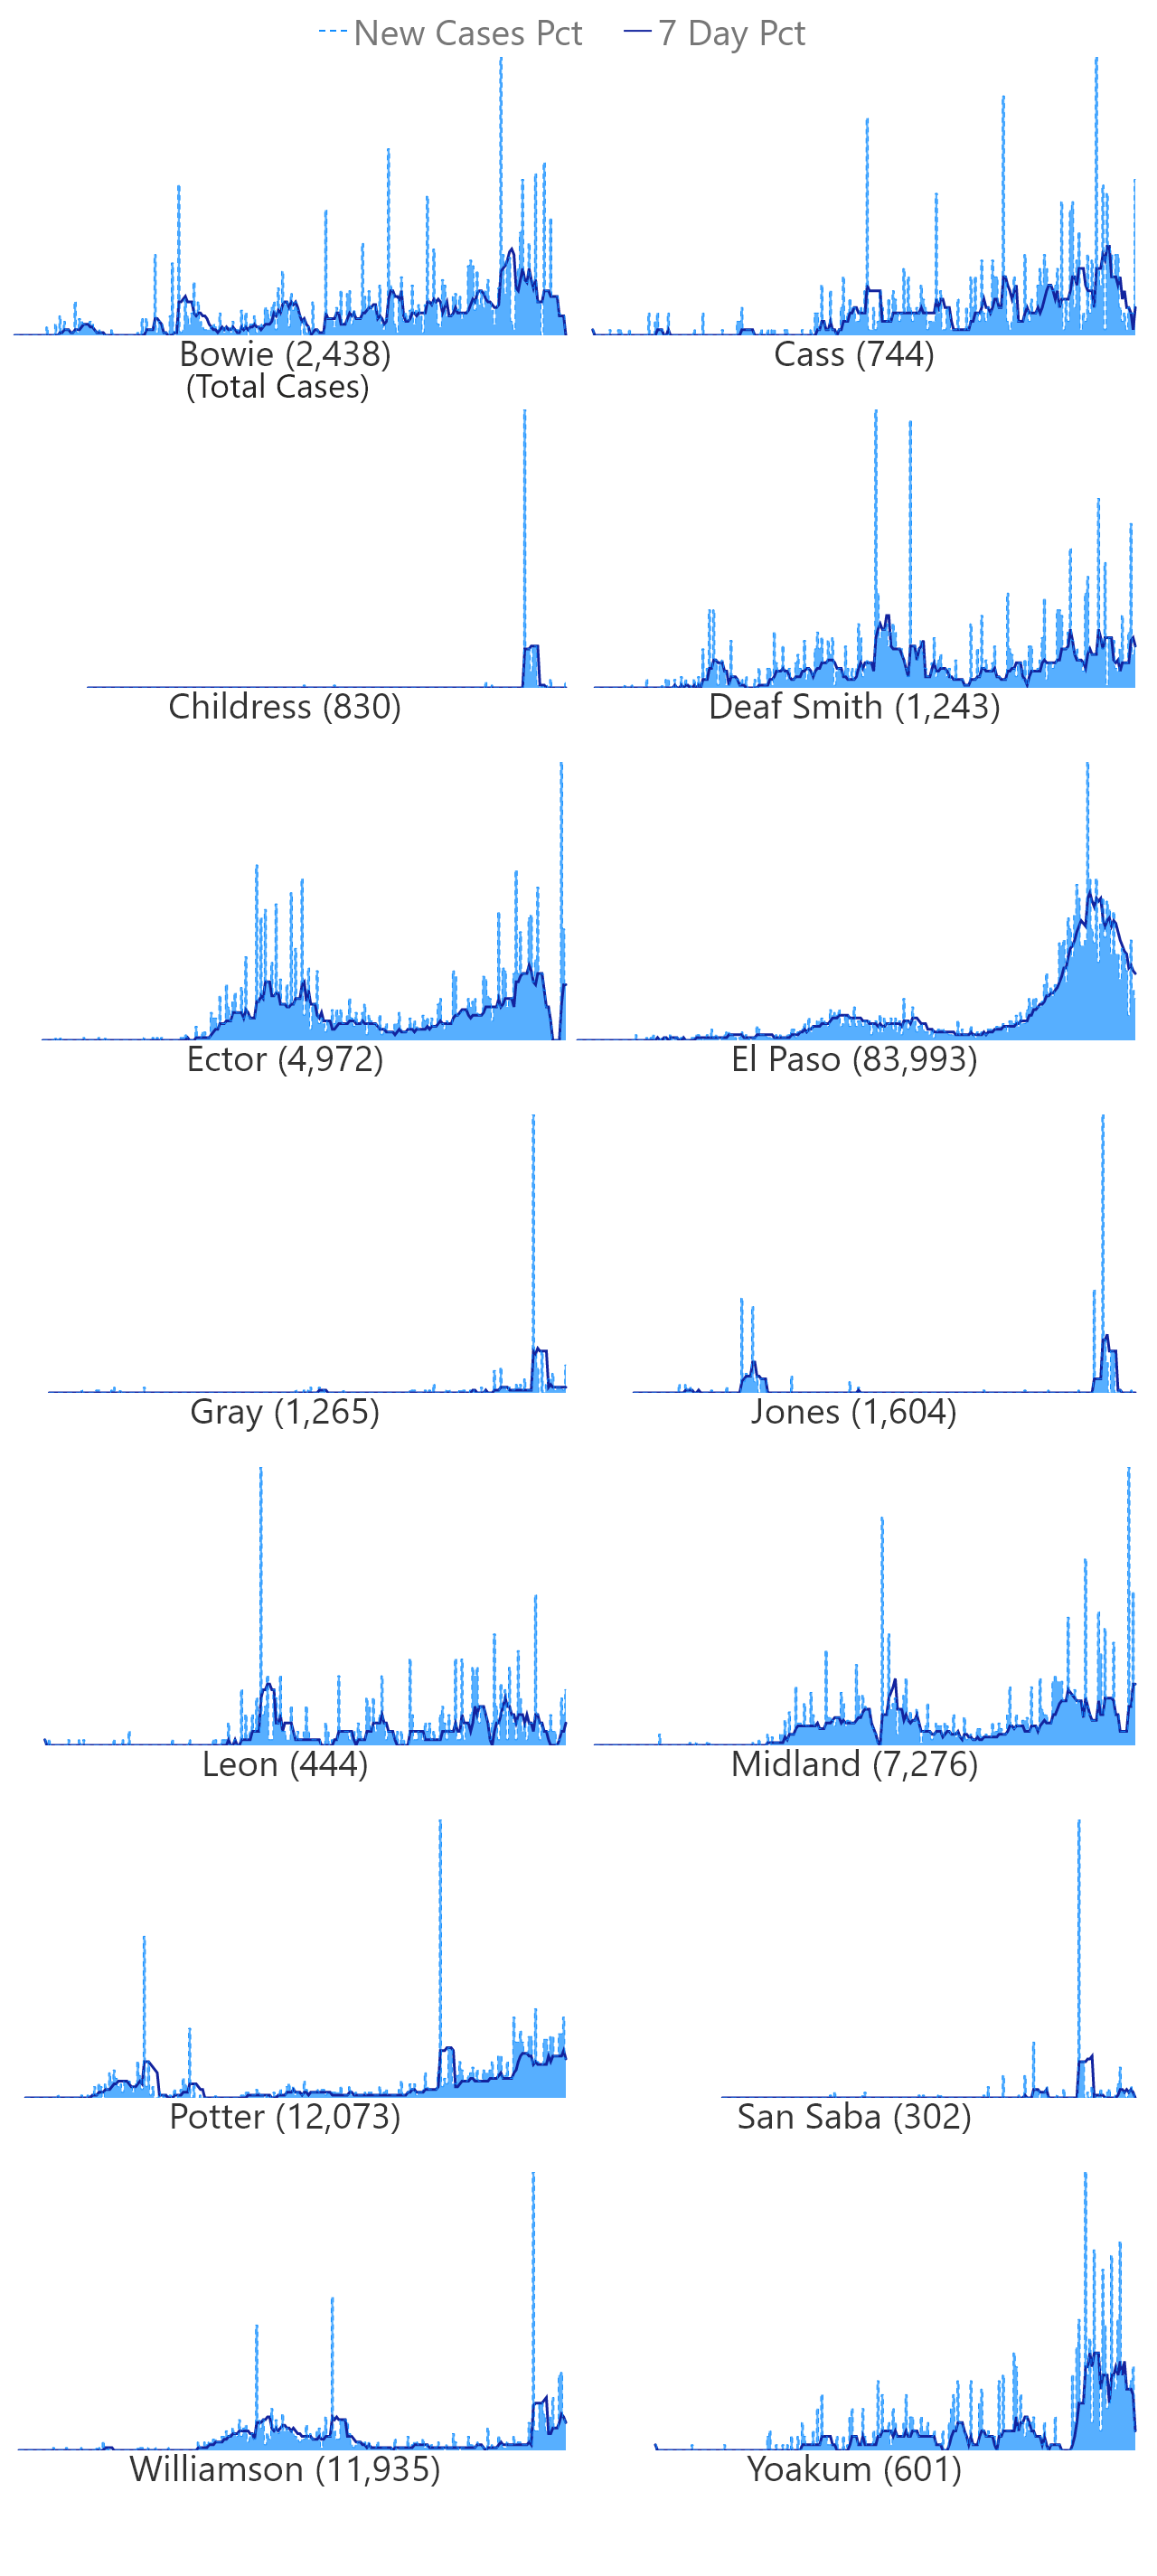 New Cases Pct 7 Day Pct
Bowie (2,438) Cass (744)
(Total Cases)
Childress (830) Deaf Smith (1,243)
Ector (4,972) El Paso (83,993)
Gray (1,265) Jones (1,604)
Leon (444) Midland (7,276)
Potter (12,073) San Saba (302)
Williamson (11,935) Yoakum (601)